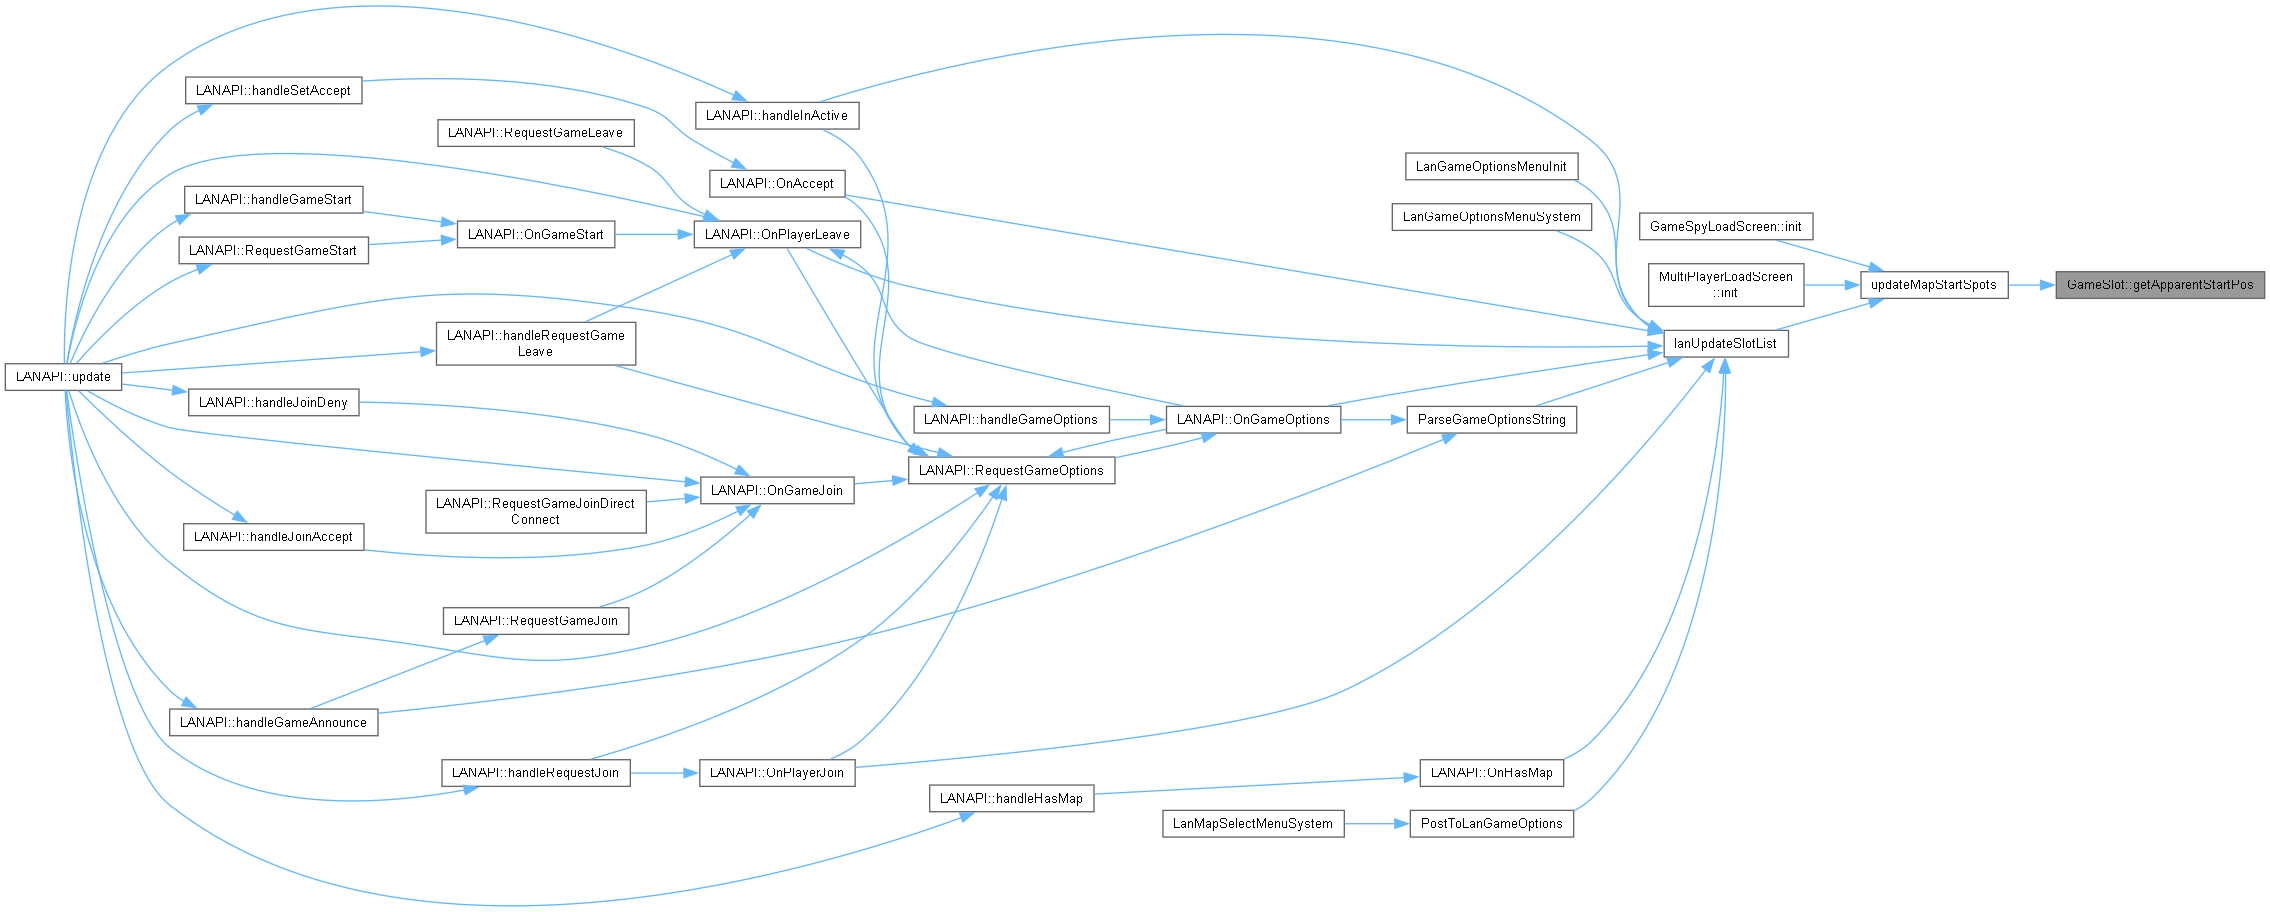 LANAPI::handleSetAccept
LANAPI::handleInActive
LANAPI::RequestGameLeave
LanGameOptionsMenuInit
LANAPI::OnAccept
LANAPI::handleGameStart
LanGameOptionsMenuSystem
GameSpyLoadScreen::init
LANAPI::OnGameStart
LANAPI::OnPlayerLeave
LANAPI::RequestGameStart
MultiPlayerLoadScreen
::init
updateMapStartSpots
GameSlot::getApparentStartPos
LANAPI::handleRequestGame
Leave
lanUpdateSlotList
LANAPI::update
LANAPI::handleJoinDeny
LANAPI::handleGameOptions
LANAPI::OnGameOptions
ParseGameOptionsString
LANAPI::RequestGameOptions
LANAPI::OnGameJoin
LANAPI::RequestGameJoinDirect
Connect
LANAPI::handleJoinAccept
LANAPI::RequestGameJoin
LANAPI::handleGameAnnounce
LANAPI::handleRequestJoin
LANAPI::OnPlayerJoin
LANAPI::OnHasMap
LANAPI::handleHasMap
LanMapSelectMenuSystem
PostToLanGameOptions